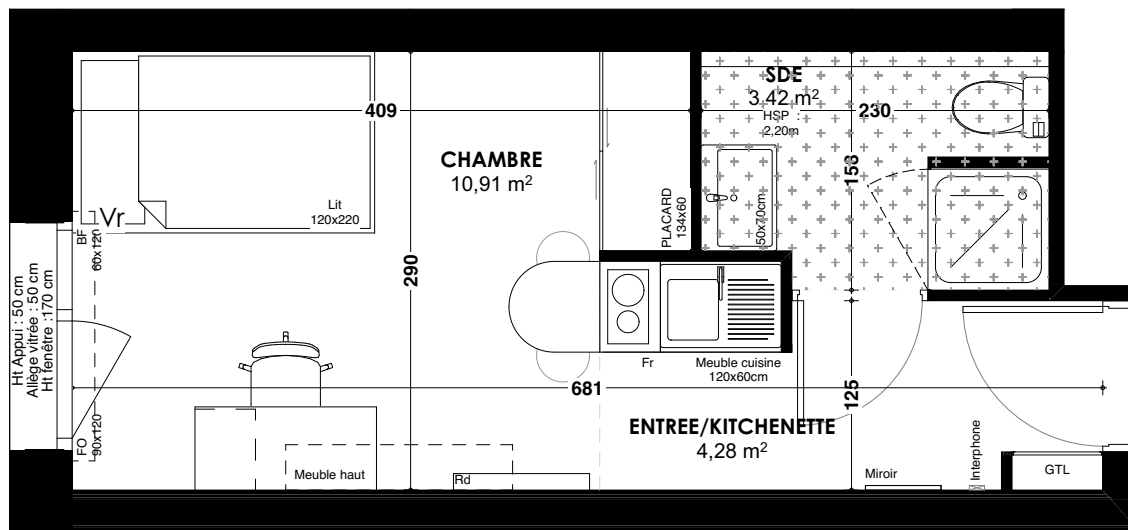 SDE
3,42 m²
HSP :
2,20m
409
230
CHAMBRE
10,91 m²
158
Lit
120x220
Vr
PLACARD
134x60
50x70cm
BF
60x120
290
Ht Appui : 50 cm
Allège vitrée : 50 cm
Ht fenêtre :170 cm
Fr
Meuble cuisine
120x60cm
681
125
ENTREE/KITCHENETTE
4,28 m²
FO
90x120
Meuble haut
Rd
Miroir
Interphone
GTL